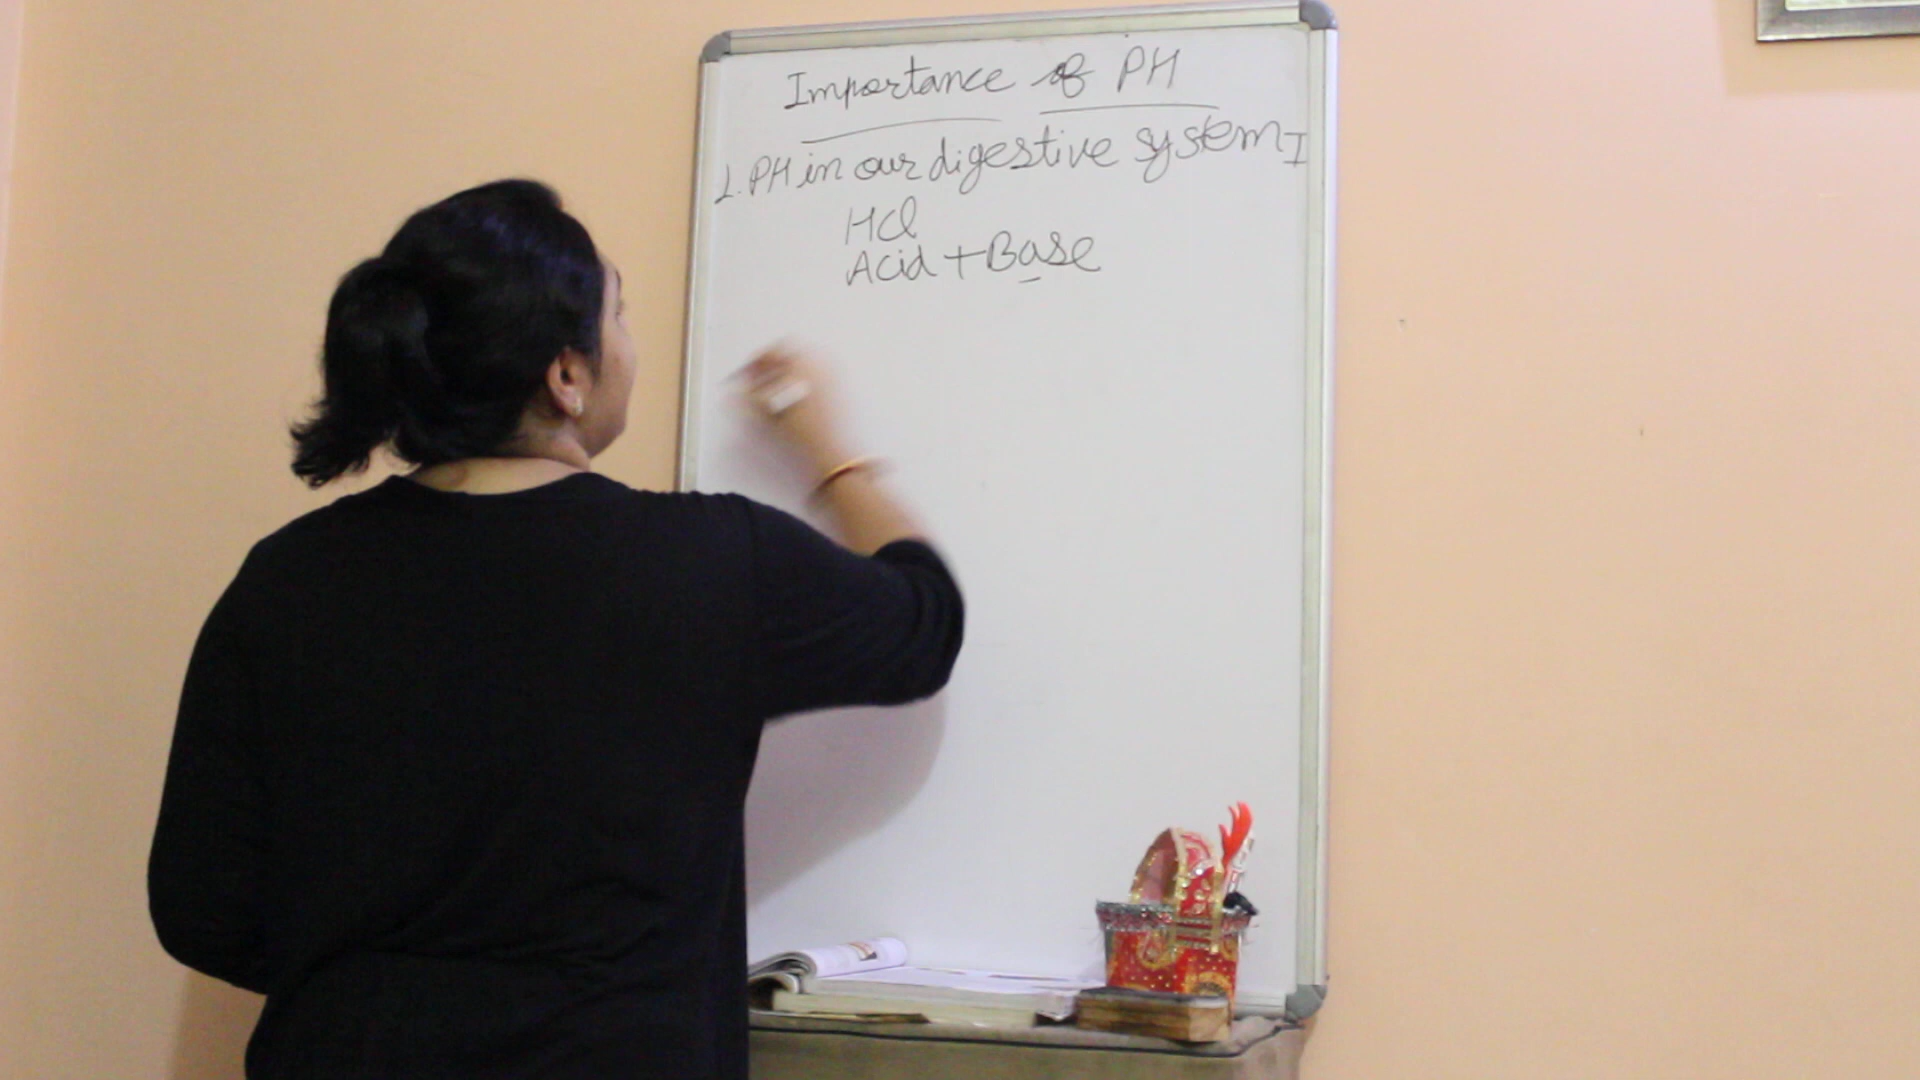 Importance of PH
1. PH in our digestive system I
HCl
Acid + Base